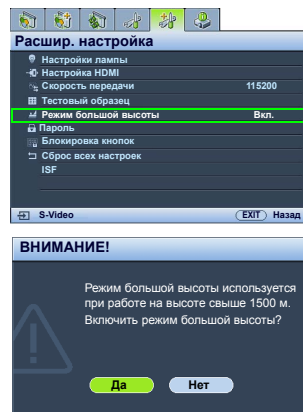 Расшир. настройка
Настройки лампы
Настройка HDMI
Скорость передачи 115200
Тестовый образец
Режим большой высоты Вкл.
Пароль
Блокировка кнопок
Сброс всех настроек
ISF
S-Video EXIT Назад
ВНИМАНИЕ!
Режим большой высоты используется
при работе на высоте свыше 1500 м.
Включить режим большой высоты?
Да Нет